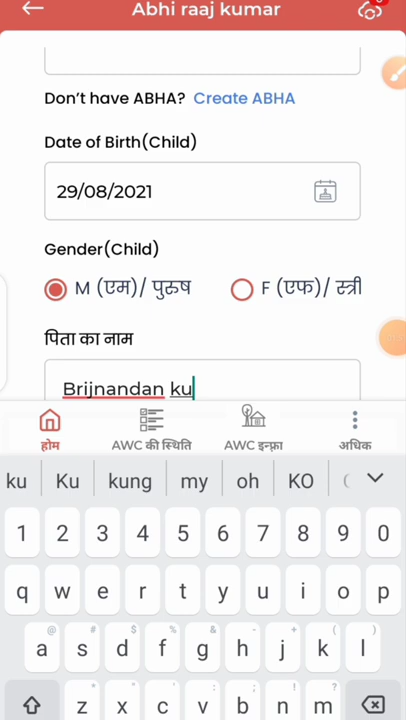 Abhi raaj kumar
Don't have ABHA? Create ABHA
Date of Birth(Child)
29/08/2021
Gender(Child)
M (एम)/ पुरुष F (एफ)/ स्त्री
पिता का नाम
Brijnandan ku
होम AWC की स्थिति AWC इन्फ्रा अधिक
ku Ku kung my oh KO
1 2 3 4 5 6 7 8 9 0
q w e r t y u i o p
@ # $ % & - + ( )
a s d f g h j k l
z x c v b n m